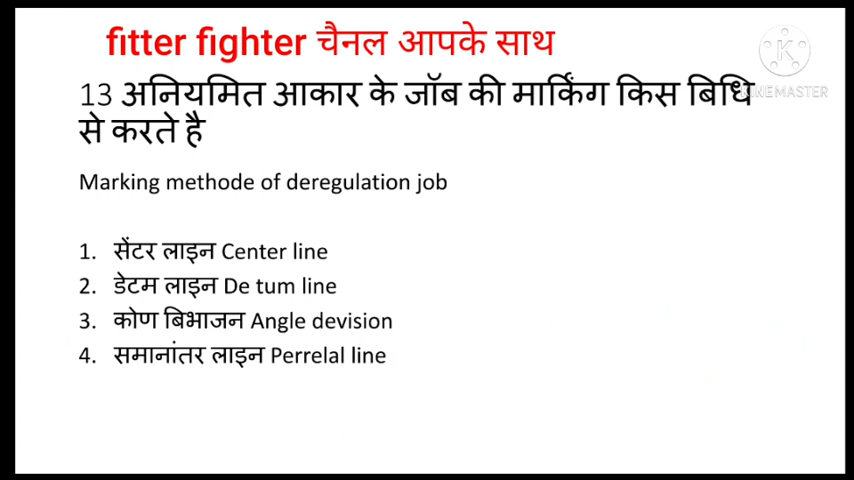 fitter fighter चैनल आपके साथ
KINEMASTER
13 अनियमित आकार के जॉब की मार्किंग किस बिधि
से करते है
Marking methode of deregulation job
1. सेंटर लाइन Center line
2. डेटम लाइन De tum line
3. कोण बिभाजन Angle devision
4. समानांतर लाइन Perrelal line